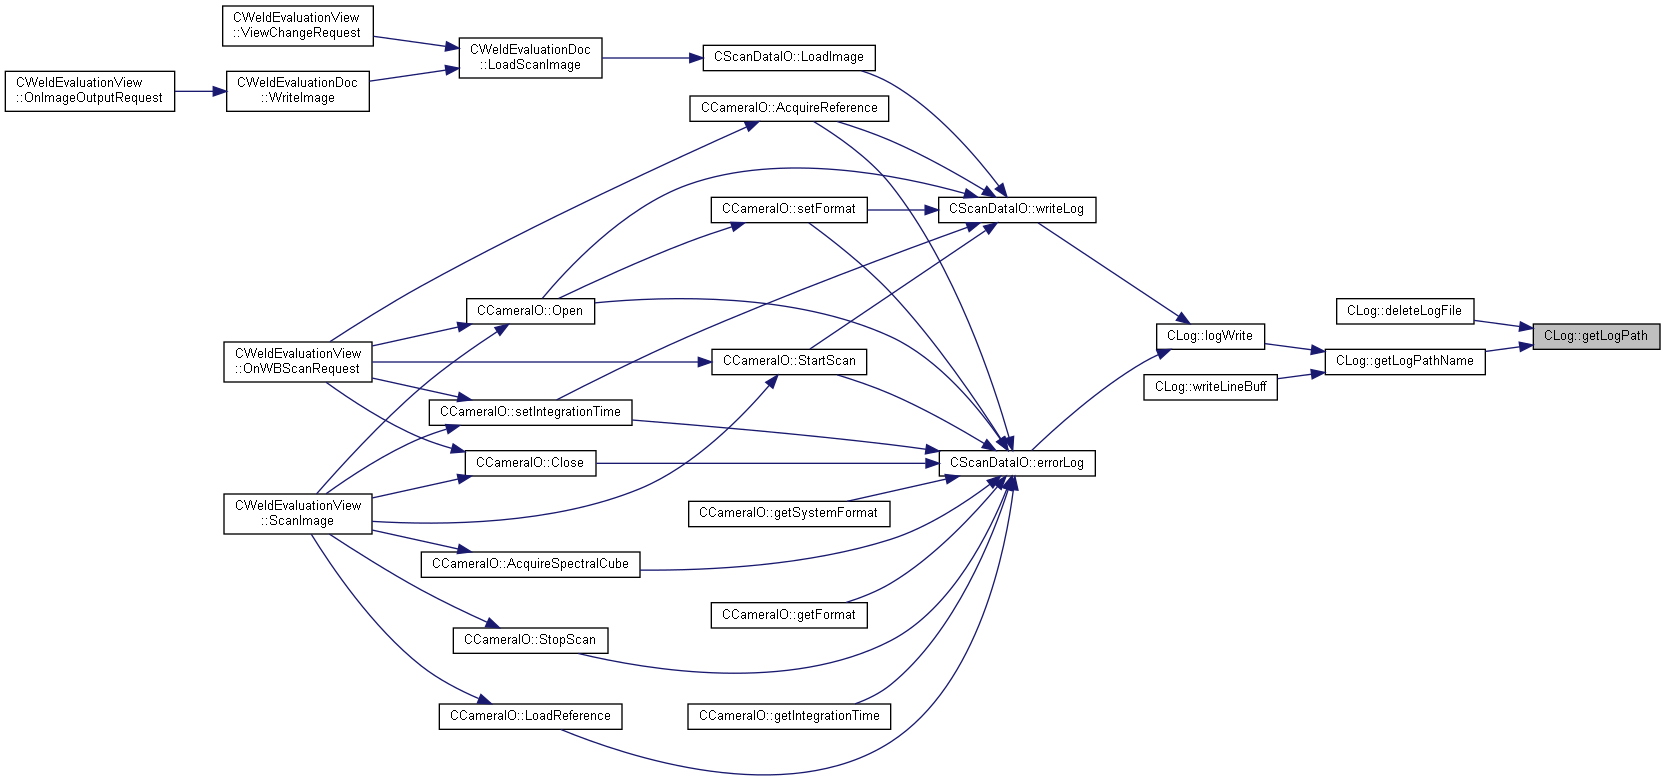 CWeldEvaluationView
::ViewChangeRequest
CWeldEvaluationDoc
::LoadScanImage
CScanDataIO::LoadImage
CWeldEvaluationView
::OnImageOutputRequest
CWeldEvaluationDoc
::WriteImage
CCameraIO::AcquireReference
CCameraIO::setFormat
CScanDataIO::writeLog
CCameraIO::Open
CLog::deleteLogFile
CLog::logWrite
CLog::getLogPath
CWeldEvaluationView
::OnWBScanRequest
CCameraIO::StartScan
CLog::getLogPathName
CLog::writeLineBuff
CCameraIO::setIntegrationTime
CCameraIO::Close
CScanDataIO::errorLog
CWeldEvaluationView
::ScanImage
CCameraIO::getSystemFormat
CCameraIO::AcquireSpectralCube
CCameraIO::getFormat
CCameraIO::StopScan
CCameraIO::LoadReference
CCameraIO::getIntegrationTime